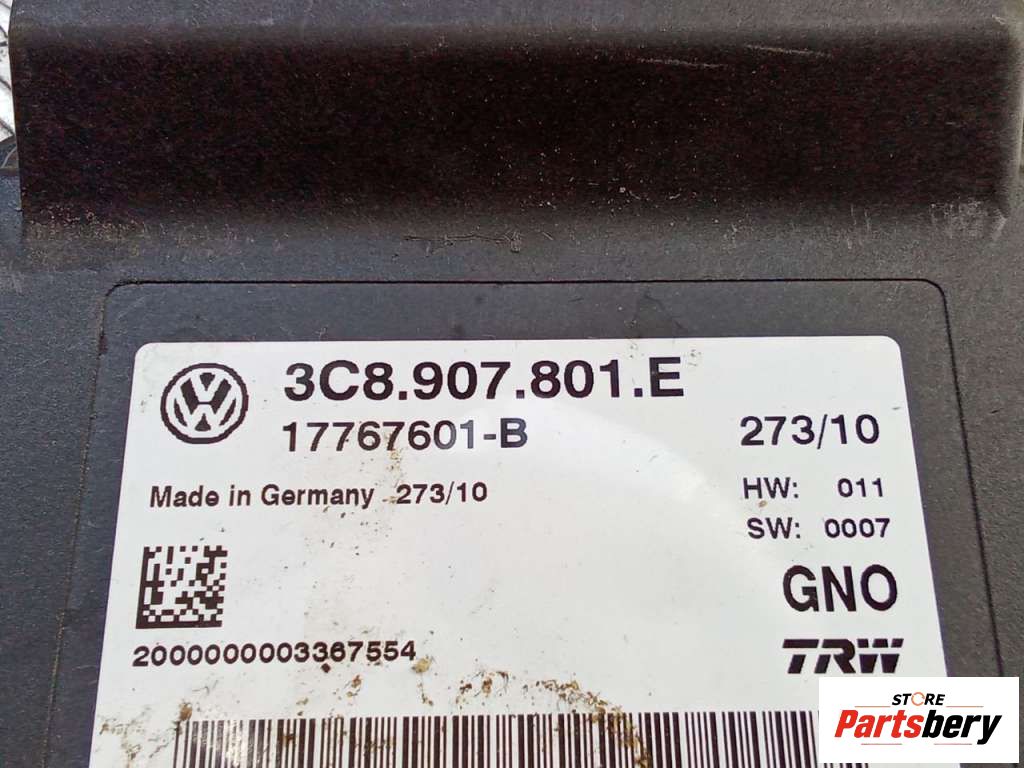 3C8.907.801.E
17767601-B 273/10
Made in Germany 273/10
HW: 011
SW: 0007
GNO
2000000003367554
TRW
STORE
Partsbery